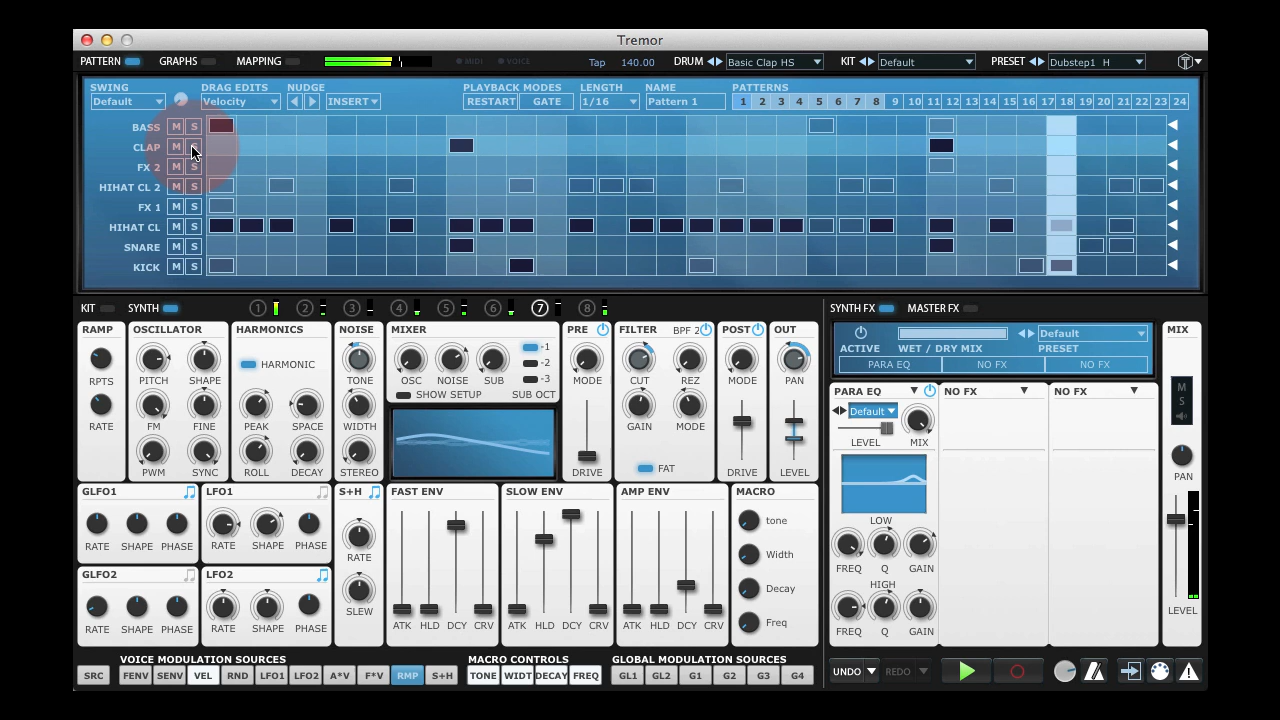 Tremor
PATTERN GRAPHS MAPPING MIDI VOICE Tap 140.00 DRUM Basic Clap HS KIT Default PRESET Dubstep1 H
SWING DRAG EDITS NUDGE PLAYBACK MODES LENGTH NAME PATTERNS
Default Velocity INSERT RESTART GATE 1/16 Pattern 1 1 2 3 4 5 6 7 8 9 10 11 12 13 14 15 16 17 18 19 20 21 22 23 24
BASS M S
CLAP M S
FX 2 M S
HIHAT CL 2 M S
FX 1 M S
HIHAT CL M S
SNARE M S
KICK M S
KIT SYNTH 1 2 3 4 5 6 7 8 SYNTH FX MASTER FX
RAMP OSCILLATOR HARMONICS NOISE MIXER PRE FILTER BPF 2 POST OUT MIX
RPTS PITCH SHAPE HARMONIC TONE OSC NOISE SUB -1 -2 -3 MODE CUT REZ MODE PAN
SHOW SETUP SUB OCT
RATE FM FINE PEAK SPACE WIDTH GAIN MODE
PWM SYNC ROLL DECAY STEREO DRIVE FAT DRIVE LEVEL
Default
ACTIVE WET / DRY MIX PRESET
PARA EQ NO FX NO FX
PARA EQ NO FX NO FX M
S
Default
LEVEL MIX
PAN
LOW
FREQ Q GAIN
HIGH
FREQ Q GAIN
LEVEL
GLFO1 LFO1 S+H FAST ENV SLOW ENV AMP ENV MACRO
tone
RATE SHAPE PHASE RATE SHAPE PHASE RATE Width
GLFO2 LFO2 Decay
SLEW
RATE SHAPE PHASE RATE SHAPE PHASE ATK HLD DCY CRV ATK HLD DCY CRV ATK HLD DCY CRV Freq
VOICE MODULATION SOURCES MACRO CONTROLS GLOBAL MODULATION SOURCES
SRC FENV SENV VEL RND LFO1 LFO2 A*V F*V RMP S+H TONE WIDT DECAY FREQ GL1 GL2 G1 G2 G3 G4 UNDO REDO